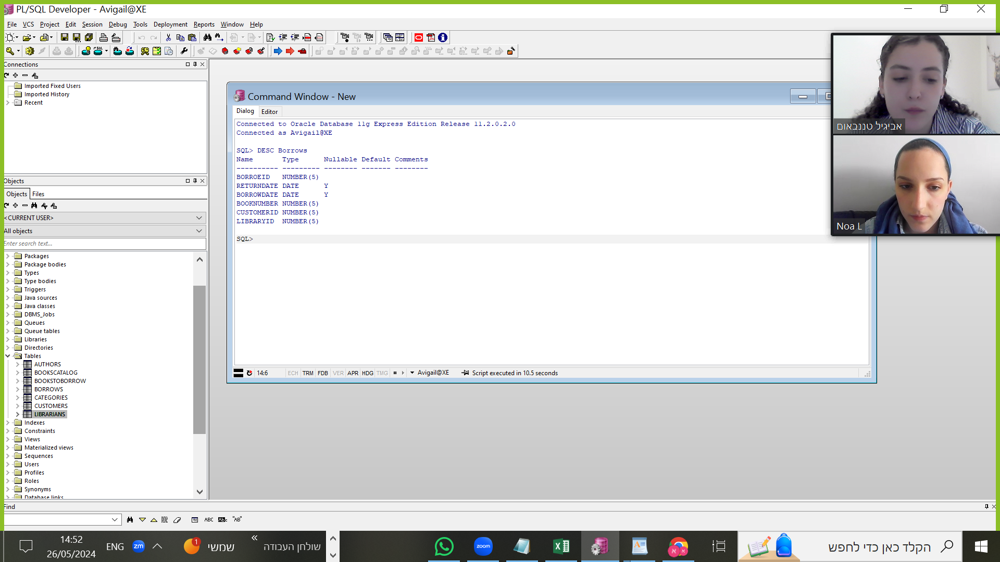 PL/SQL Developer - Avigail@XE
File VCS Project Edit Session Debug Tools Deployment Reports Window Help
Connections
Imported Fixed Users
Imported History
Recent
Objects
Objects Files
<CURRENT USER>
All objects
Enter search text...
Packages
Package bodies
Types
Type bodies
Triggers
Java sources
Java classes
DBMS_Jobs
Queues
Queue tables
Libraries
Directories
Tables
AUTHORS
BOOKSCATALOG
BOOKSTOBORROW
BORROWS
CATEGORIES
CUSTOMERS
LIBRARIANS
Indexes
Constraints
Views
Materialized views
Sequences
Users
Profiles
Roles
Synonyms
Database links
Command Window - New
Dialog Editor
Connected to Oracle Database 11g Express Edition Release 11.2.0.2.0
Connected as Avigail@XE
SQL> DESC Borrows
Name Type Nullable Default Comments
---------- --------- -------- ------- --------
BORROEID NUMBER(5)
RETURNDATE DATE Y
BORROWDATE DATE Y
BOOKNUMBER NUMBER(5)
CUSTOMERID NUMBER(5)
LIBRARYID NUMBER(5)
SQL>
14:6 ECH TRM FDB VER APR HDG TMG Avigail@XE Script executed in 10.5 seconds
אביגיל טננבאום
Noa L
Find
ABC "AB"
14:52
26/05/2024
ENG
zm
1
שמשי
שולחן העבודה
zoom
הקלד כאן כדי לחפש